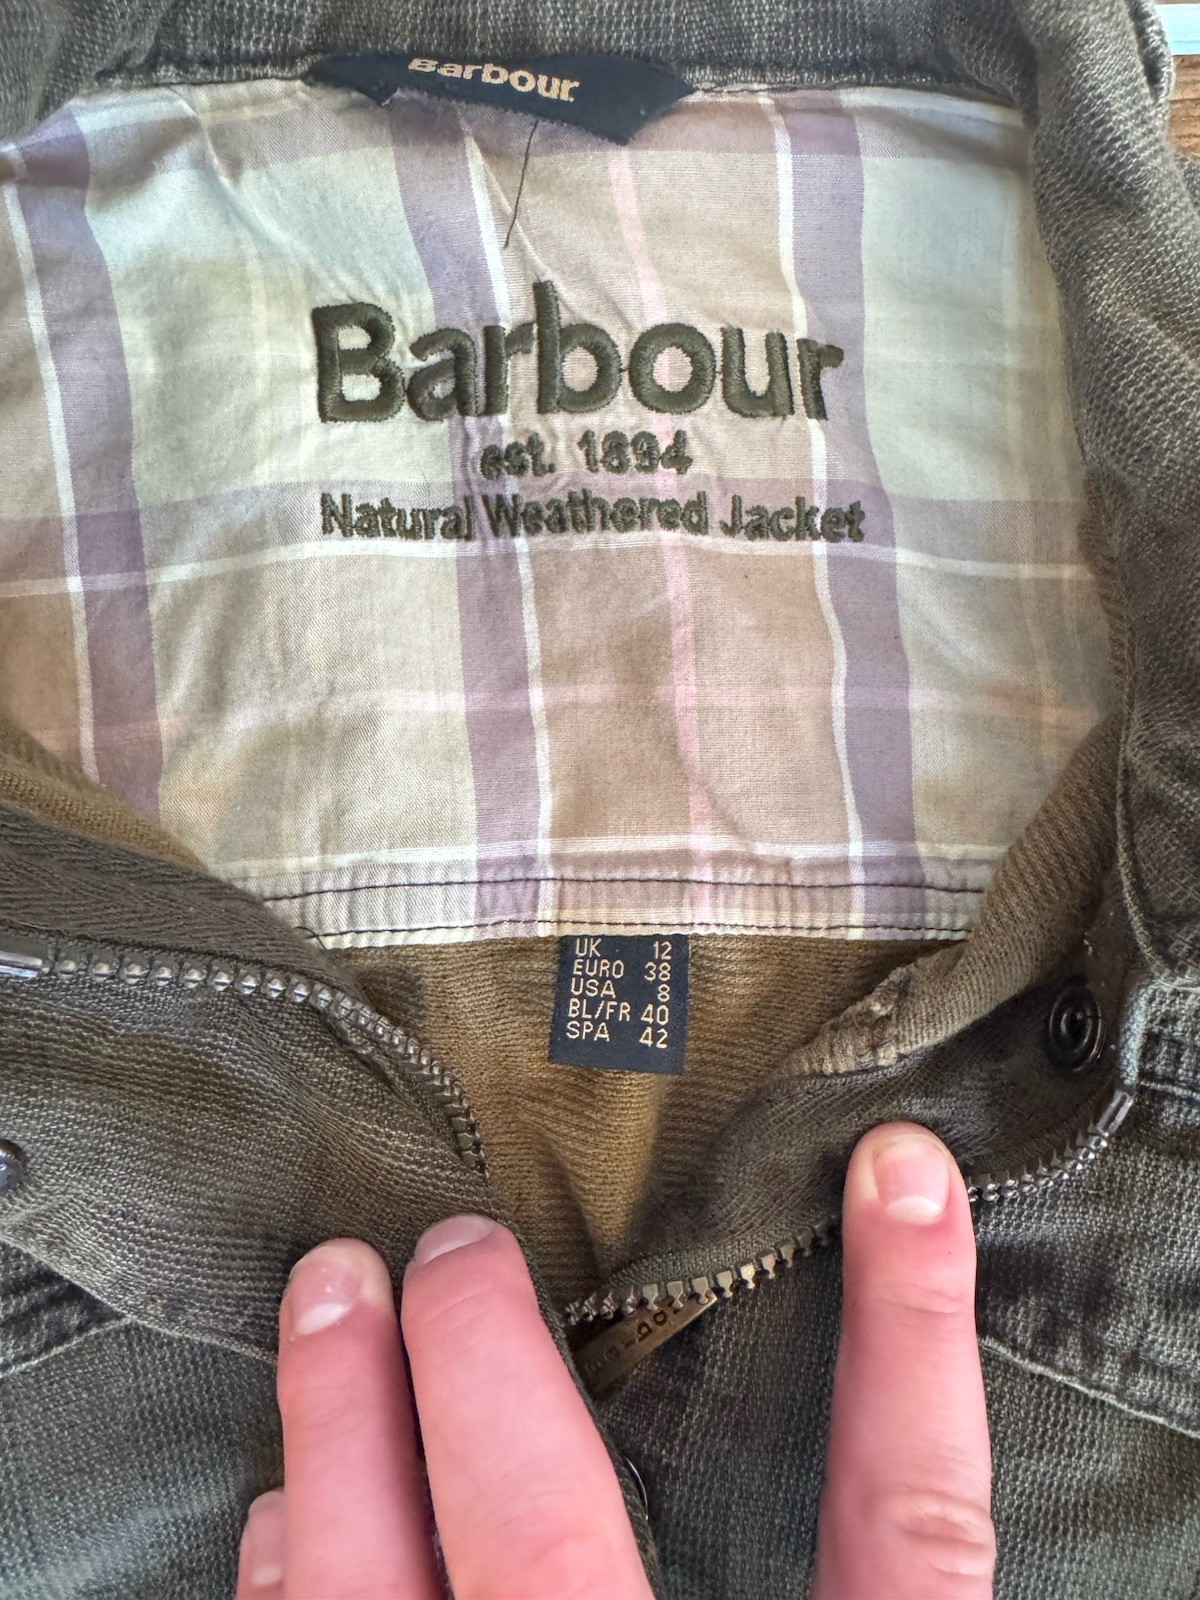 Barbour
Barbour
est. 1894
Natural Weathered Jacket
UK 12
EURO 38
USA 8
BL/FR 40
SPA 42